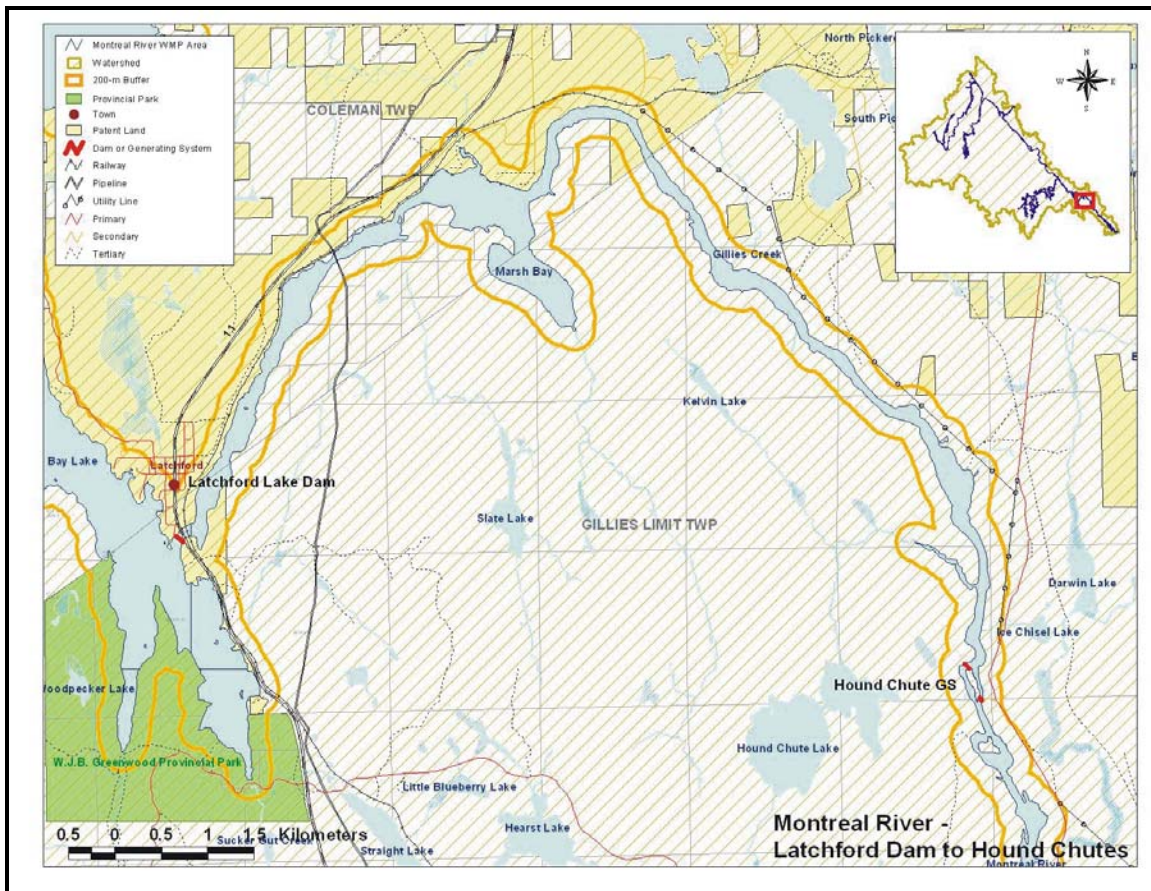 Montreal River WMP Area
Watershed
200-m Buffer
Provincial Park
Town
Patent Land
Dam or Generating System
Railway
Pipeline
Utility Line
Primary
Secondary
Tertiary
North Pickere
N
W E
S
COLEMAN TWP
South Pic
Gillies Creek
Marsh Bay
11
Kelvin Lake
Bay Lake
Latchford
Latchford Lake Dam
Slate Lake
GILLIES LIMIT TWP
Darwin Lake
Ice Chisel Lake
Hound Chute GS
oodpecker Lake
Hound Chute Lake
W.J.B. Greenwood Provincial Park
Little Blueberry Lake
0.5 0 0.5 1 1.5 Kilometers
Hearst Lake
Sucker Gut Creek
Straight Lake
Montreal River -
Latchford Dam to Hound Chutes
Montreal River